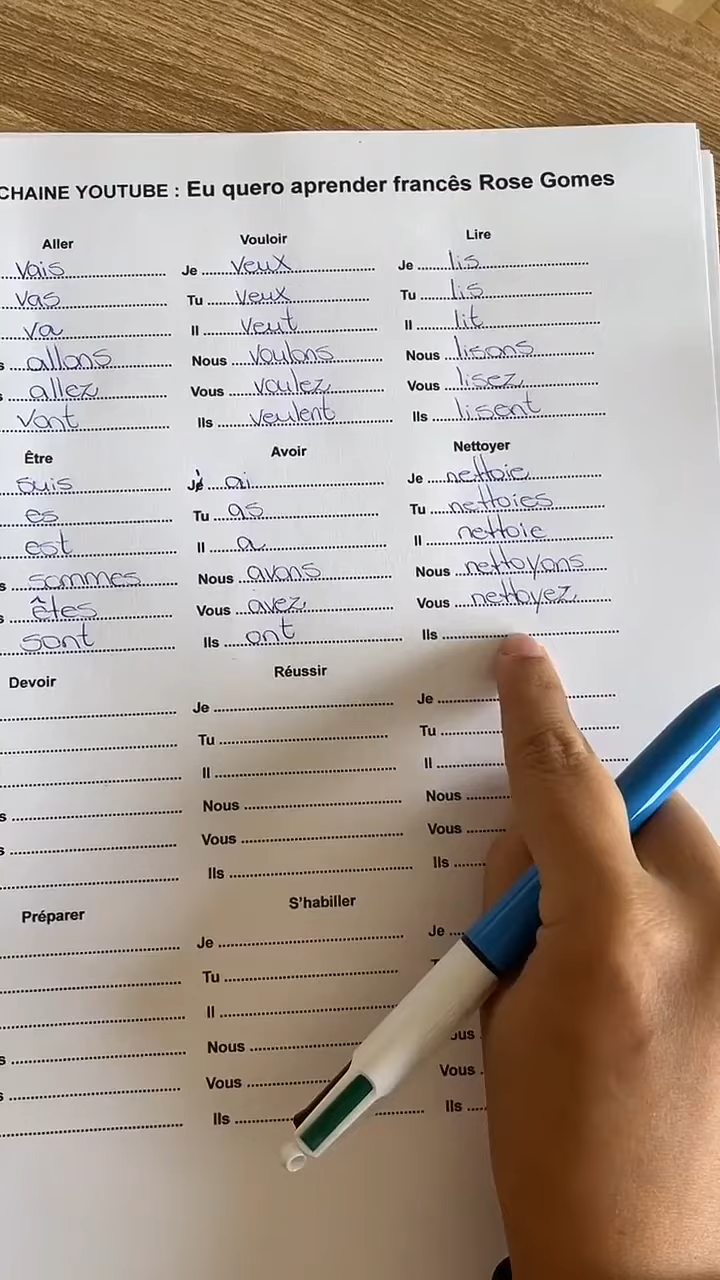 CHAINE YOUTUBE : Eu quero aprender francês Rose Gomes
Aller
vais
vas
va
s allons
s allez
vont
Vouloir
Je veux
Tu veux
Il veut
Nous voulons
Vous voulez
Ils veulent
Lire
Je lis
Tu lis
Il lit
Nous lisons
Vous lisez
Ils lisent
Être
suis
es
est
s sommes
s êtes
sont
Avoir
J' ai
Tu as
Il a
Nous avons
Vous avez
Ils ont
Nettoyer
Je nettoie
Tu nettoies
Il nettoie
Nous nettoyons
Vous nettoyez
Ils
Devoir
s
s
Réussir
Je
Tu
Il
Nous
Vous
Ils
Je
Tu
Il
Nous
Vous
Ils
Préparer
s
s
S'habiller
Je
Tu
Il
Nous
Vous
Ils
Je
ous
Vous
Ils